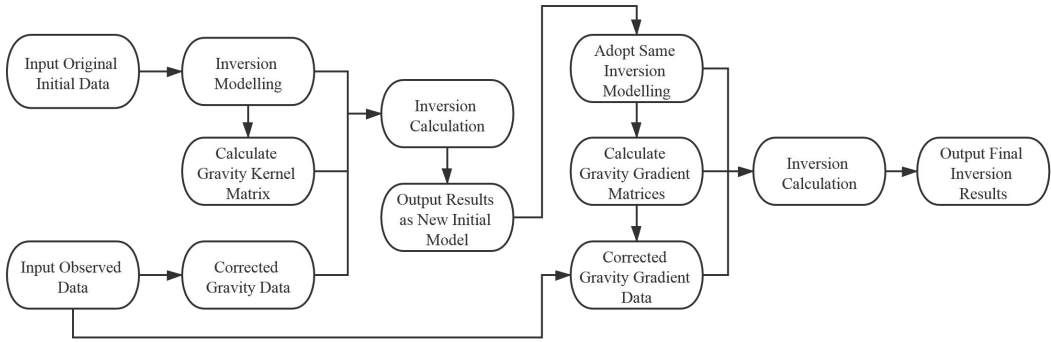 Input Original
Initial Data
Inversion
Modelling
Calculate
Gravity Kernel
Matrix
Input Observed
Data
Corrected
Gravity Data
Inversion
Calculation
Output Results
as New Initial
Model
Adopt Same
Inversion
Modelling
Calculate
Gravity Gradient
Matrices
Corrected
Gravity Gradient
Data
Inversion
Calculation
Output Final
Inversion
Results